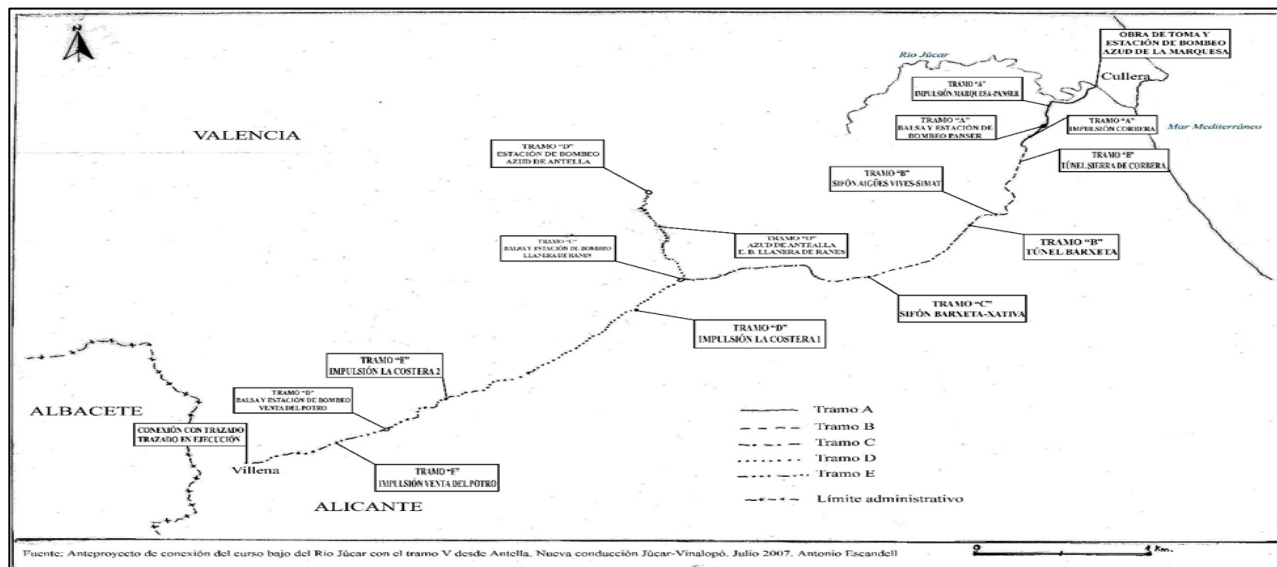 N
OBRA DE TOMA Y
ESTACIÓN DE BOMBEO
AZUD DE LA MARQUESA
Río Júcar
Cullera
TRAMO "A"
IMPULSIÓN MARQUESA-PANSER
TRAMO "A"
BALSA Y ESTACIÓN DE
BOMBEO PANSER
TRAMO "A"
IMPULSIÓN CORBERA
Mar Mediterráneo
VALENCIA
TRAMO "D"
ESTACIÓN DE BOMBEO
AZUD DE ANTELLA
TRAMO "B"
TÚNEL SIERRA DE CORBERA
TRAMO "B"
SIFÓN AIGÜES VIVES-SIMAT
TRAMO "C"
BALSA Y ESTACIÓN DE BOMBEO
LLANERA DE RANES
TRAMO "D"
AZUD DE ANTEALLA
E. B. LLANERA DE RANES
TRAMO "B"
TÚNEL BARXETA
TRAMO "C"
SIFÓN BARXETA-XATIVA
TRAMO "D"
IMPULSIÓN LA COSTERA 1
TRAMO "E"
IMPULSIÓN LA COSTERA 2
TRAMO "D"
BALSA Y ESTACIÓN DE BOMBEO
VENTA DEL POTRO
ALBACETE
CONEXIÓN CON TRAZADO
TRAZADO EN EJECUCIÓN
Villena
TRAMO "E"
IMPULSIÓN VENTA DEL POTRO
ALICANTE
Tramo A
Tramo B
Tramo C
Tramo D
Tramo E
Límite administrativo
Fuente: Anteproyecto de conexión del curso bajo del Río Júcar con el tramo V desde Antella. Nueva conducción Júcar-Vinalopó. Julio 2007. Antonio Escandell
0 4 Km.